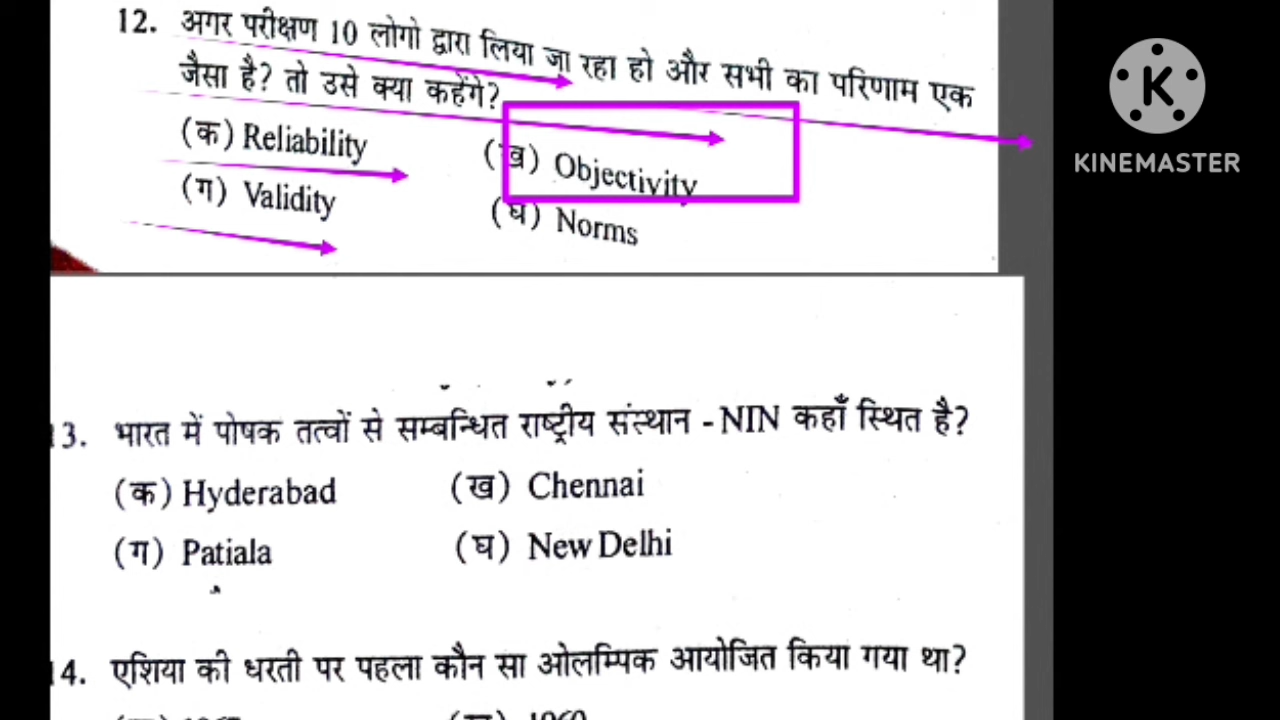 12. अगर परीक्षण 10 लोगो द्वारा लिया जा रहा हो और सभी का परिणाम एक
जैसा है? तो उसे क्या कहेंगे?
(क) Reliability (ख) Objectivity
(ग) Validity (घ) Norms
K
KINEMASTER
13. भारत में पोषक तत्वों से सम्बन्धित राष्ट्रीय संस्थान - NIN कहाँ स्थित है?
(क) Hyderabad (ख) Chennai
(ग) Patiala (घ) New Delhi
14. एशिया की धरती पर पहला कौन सा ओलम्पिक आयोजित किया गया था?